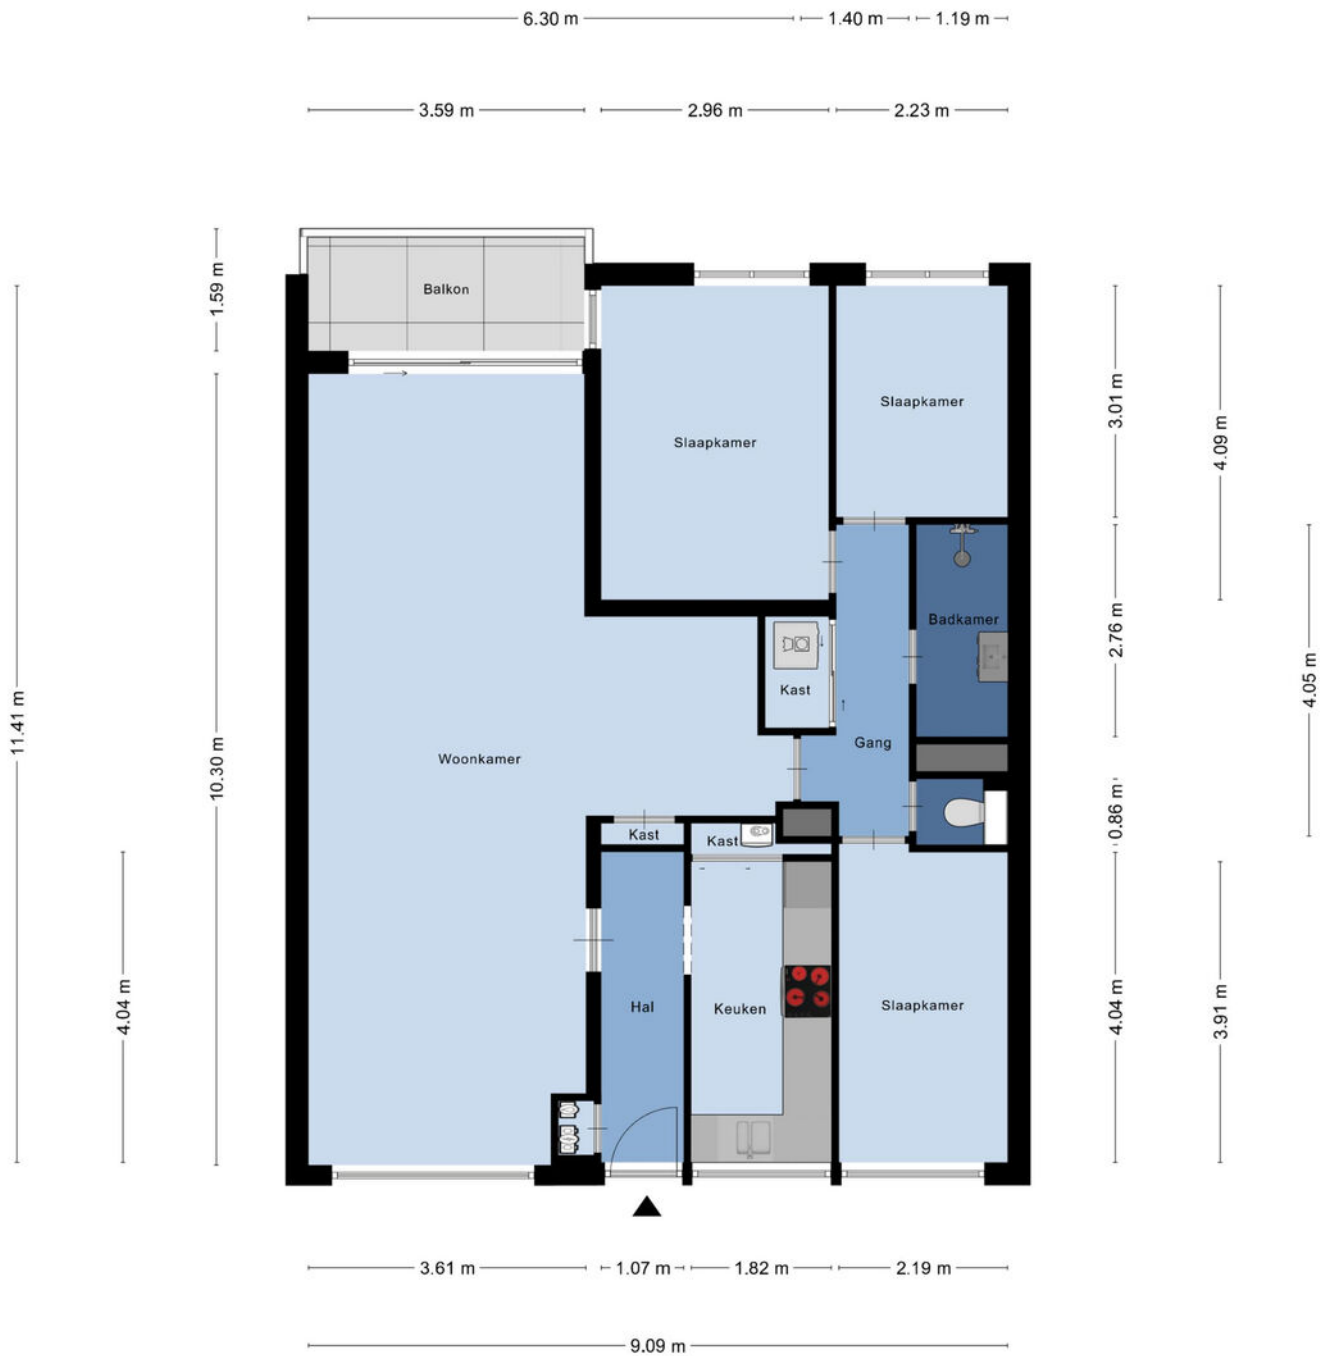 6.30 m 1.40 m 1.19 m
3.59 m 2.96 m 2.23 m
Balkon
1.59 m
Slaapkamer
3.01 m
4.09 m
Slaapkamer
Badkamer
2.76 m
4.05 m
Kast
11.41 m
10.30 m
Gang
Woonkamer
0.86 m
Kast
Kast
4.04 m
Hal
Keuken
Slaapkamer
4.04 m
3.91 m
3.61 m 1.07 m 1.82 m 2.19 m
9.09 m